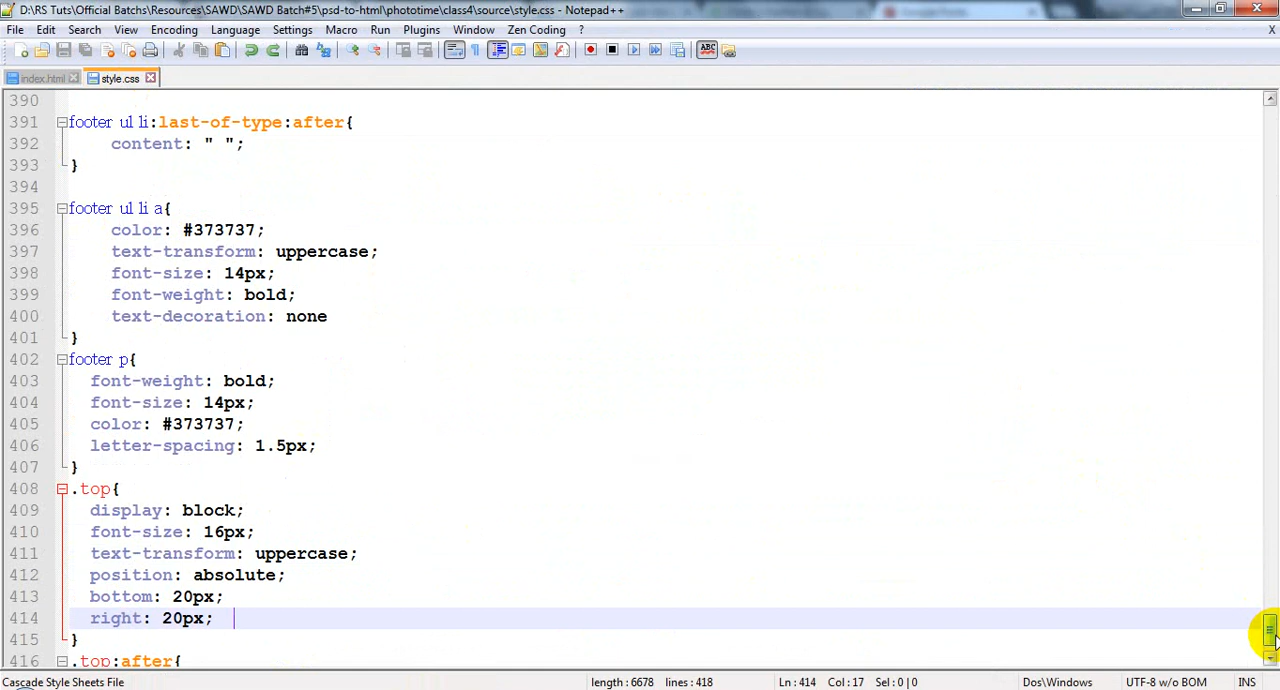 D:\RS Tuts\Official Batchs\Resources\SAWD\SAWD Batch#5\psd-to-html\phototime\class4\source\style.css - Notepad++
File Edit Search View Encoding Language Settings Macro Run Plugins Window Zen Coding ? X
ABC
index.html style.css
390
391 footer ul li:last-of-type:after{
392 content: " ";
393 }
394
395 footer ul li a{
396 color: #373737;
397 text-transform: uppercase;
398 font-size: 14px;
399 font-weight: bold;
400 text-decoration: none
401 }
402 footer p{
403 font-weight: bold;
404 font-size: 14px;
405 color: #373737;
406 letter-spacing: 1.5px;
407 }
408 .top{
409 display: block;
410 font-size: 16px;
411 text-transform: uppercase;
412 position: absolute;
413 bottom: 20px;
414 right: 20px;
415 }
416 .top:after{
Cascade Style Sheets File length : 6678 lines : 418 Ln : 414 Col : 17 Sel : 0 | 0 Dos\Windows UTF-8 w/o BOM INS